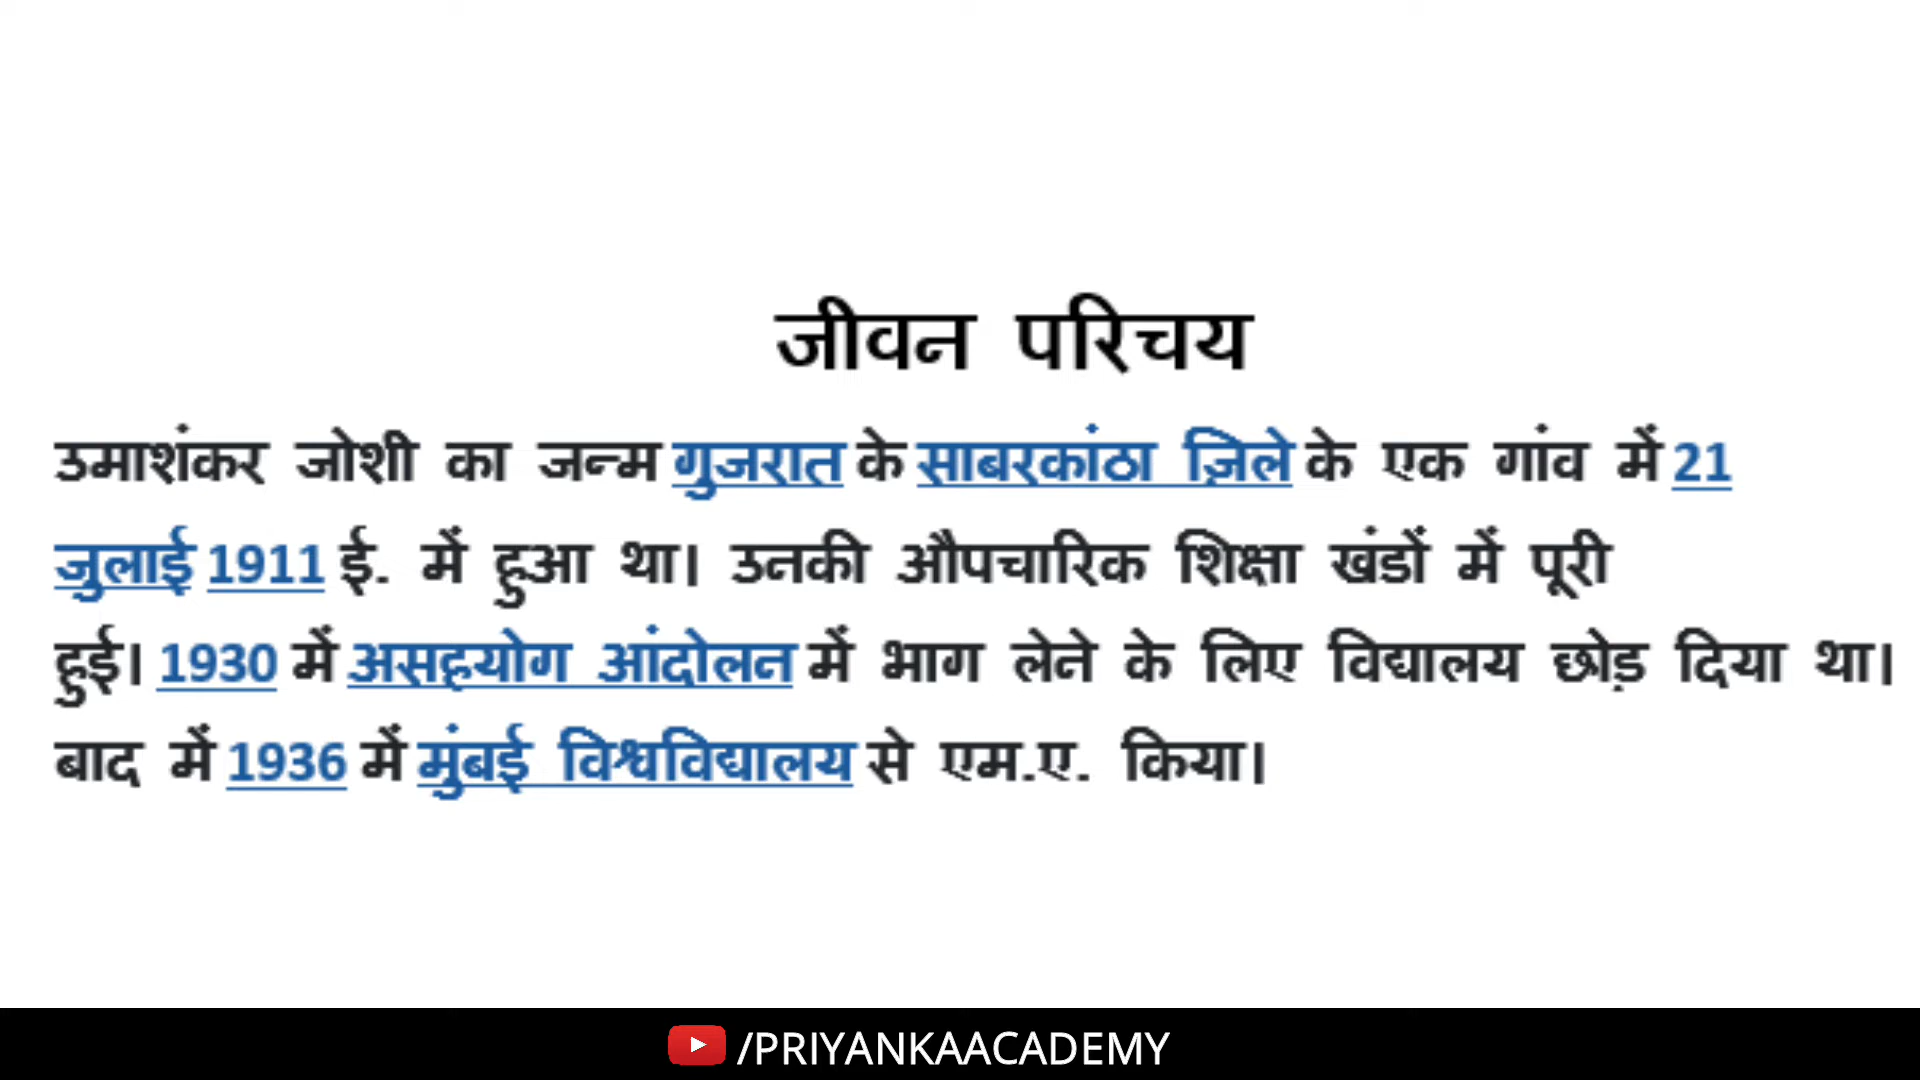 जीवन परिचय
उमाशंकर जोशी का जन्म गुजरात के साबरकांठा ज़िले के एक गांव में 21
जुलाई 1911 ई. में हुआ था। उनकी औपचारिक शिक्षा खंडों में पूरी
हुई। 1930 में असहयोग आंदोलन में भाग लेने के लिए विद्यालय छोड़ दिया था।
बाद में 1936 में मुंबई विश्वविद्यालय से एम.ए. किया।
/PRIYANKAACADEMY